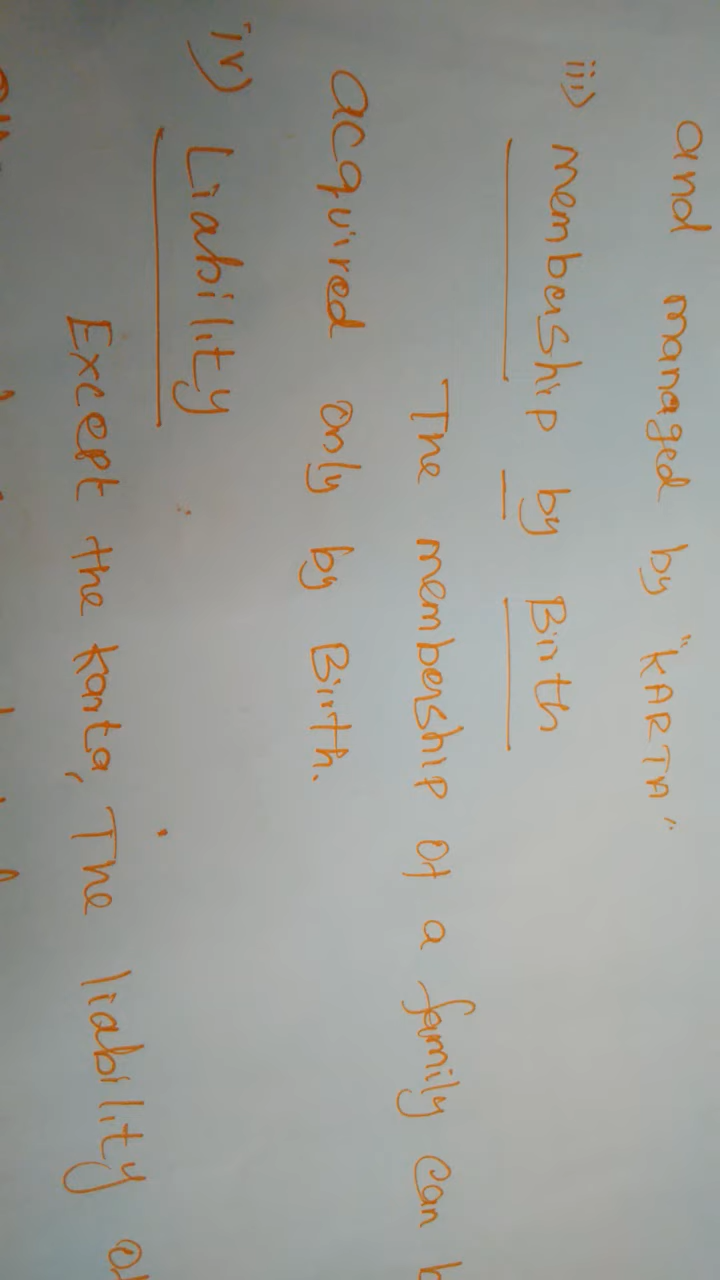 and managed by "KARTA"
iii) membership by Birth
The membership of a family can b
acquired only by Birth.
iv) Liability
Except the karta, The liability of